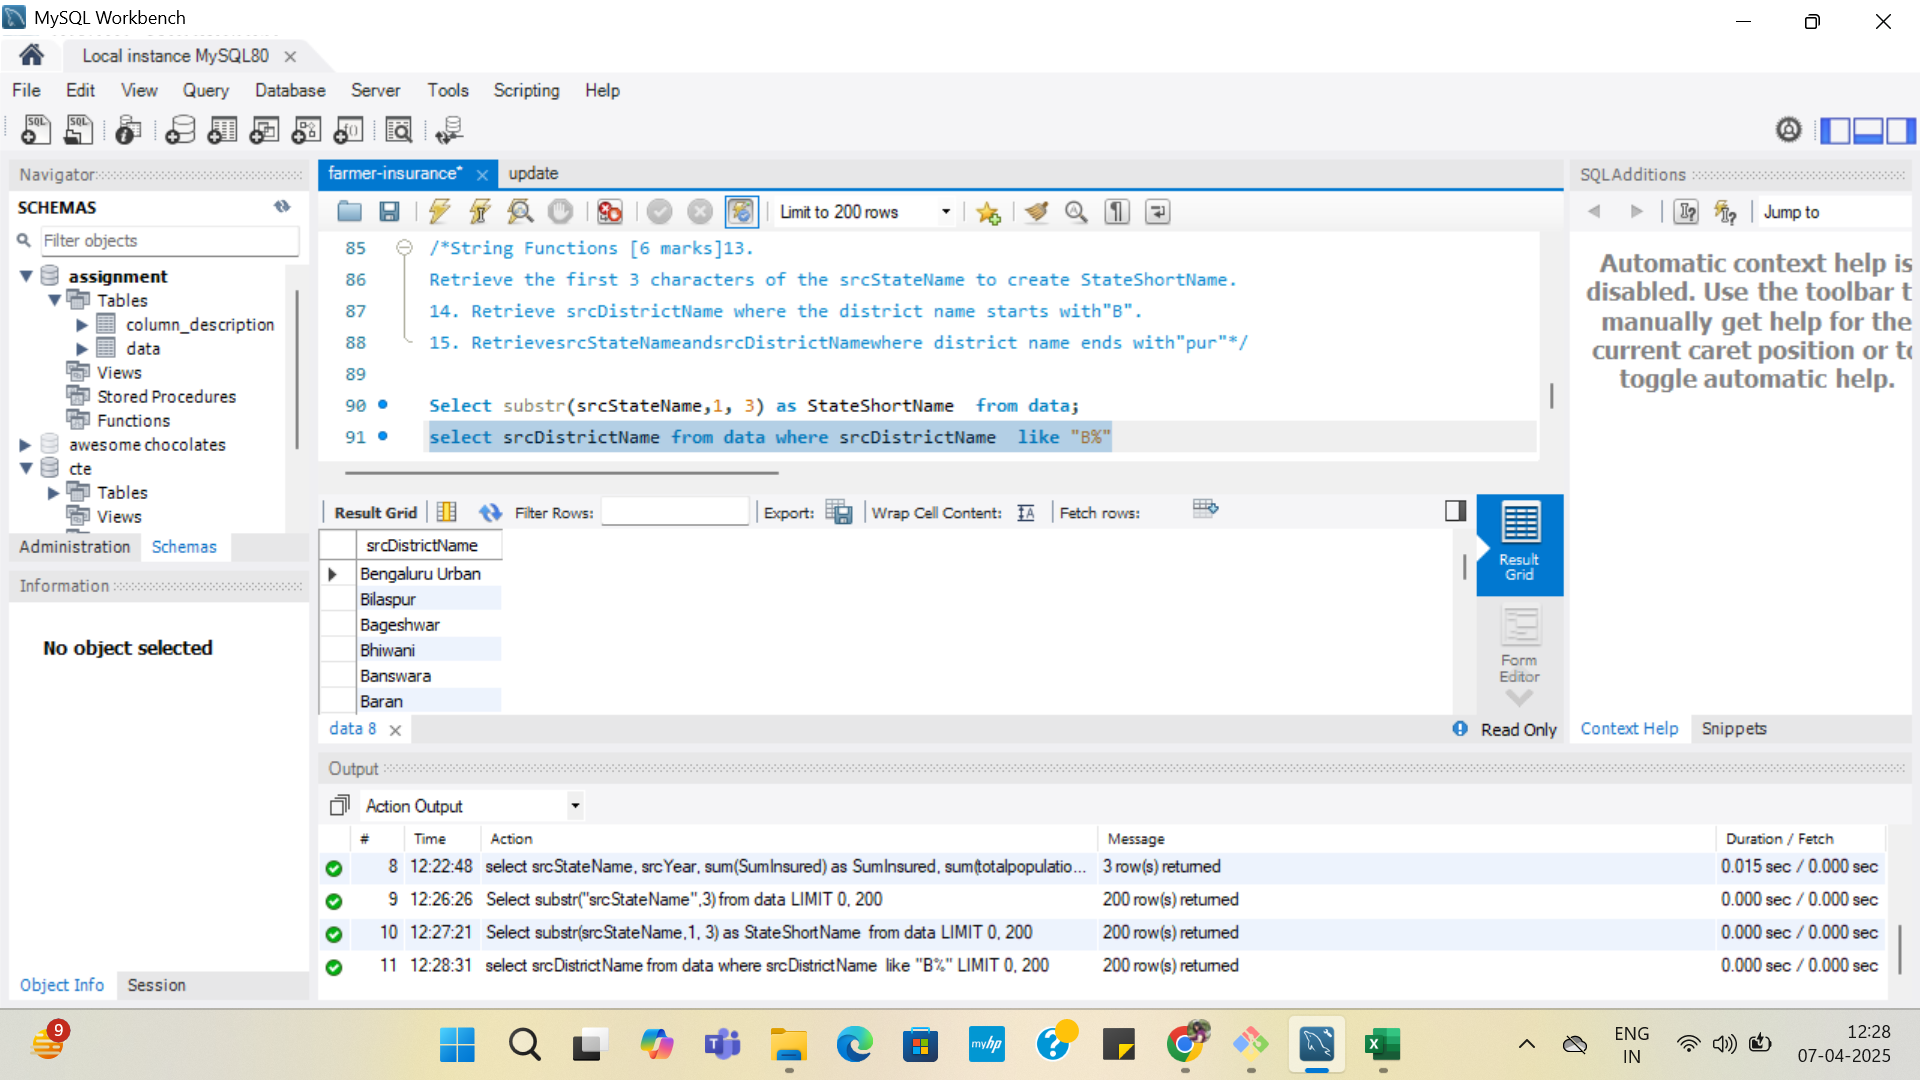 MySQL Workbench
Local instance MySQL80
File Edit View Query Database Server Tools Scripting Help
Navigator
SCHEMAS
Filter objects
assignment
Tables
column_description
data
Views
Stored Procedures
Functions
awesome chocolates
cte
Tables
Views
Administration Schemas
Information
No object selected
Object Info Session
farmer-insurance* update
Limit to 200 rows
85 /*String Functions [6 marks]13.
86 Retrieve the first 3 characters of the srcStateName to create StateShortName.
87 14. Retrieve srcDistrictName where the district name starts with"B".
88 15. RetrievesrcStateNameandsrcDistrictNamewhere district name ends with"pur"*/
89
90 Select substr(srcStateName,1, 3) as StateShortName from data;
91 select srcDistrictName from data where srcDistrictName like "B%"
Result Grid Filter Rows: Export: Wrap Cell Content: Fetch rows:
srcDistrictName
Bengaluru Urban
Bilaspur
Bageshwar
Bhiwani
Banswara
Baran
Result Grid
Form Editor
data 8 Read Only
SQLAdditions
Jump to
Automatic context help is
disabled. Use the toolbar t
manually get help for the
current caret position or to
toggle automatic help.
Context Help Snippets
Output
Action Output
# Time Action Message Duration / Fetch
8 12:22:48 select srcStateName, srcYear, sum(SumInsured) as SumInsured, sum(totalpopulatio... 3 row(s) returned 0.015 sec / 0.000 sec
9 12:26:26 Select substr("srcStateName",3) from data LIMIT 0, 200 200 row(s) returned 0.000 sec / 0.000 sec
10 12:27:21 Select substr(srcStateName,1, 3) as StateShortName from data LIMIT 0, 200 200 row(s) returned 0.000 sec / 0.000 sec
11 12:28:31 select srcDistrictName from data where srcDistrictName like "B%" LIMIT 0, 200 200 row(s) returned 0.000 sec / 0.000 sec
9
myhp
ENG
IN
12:28
07-04-2025